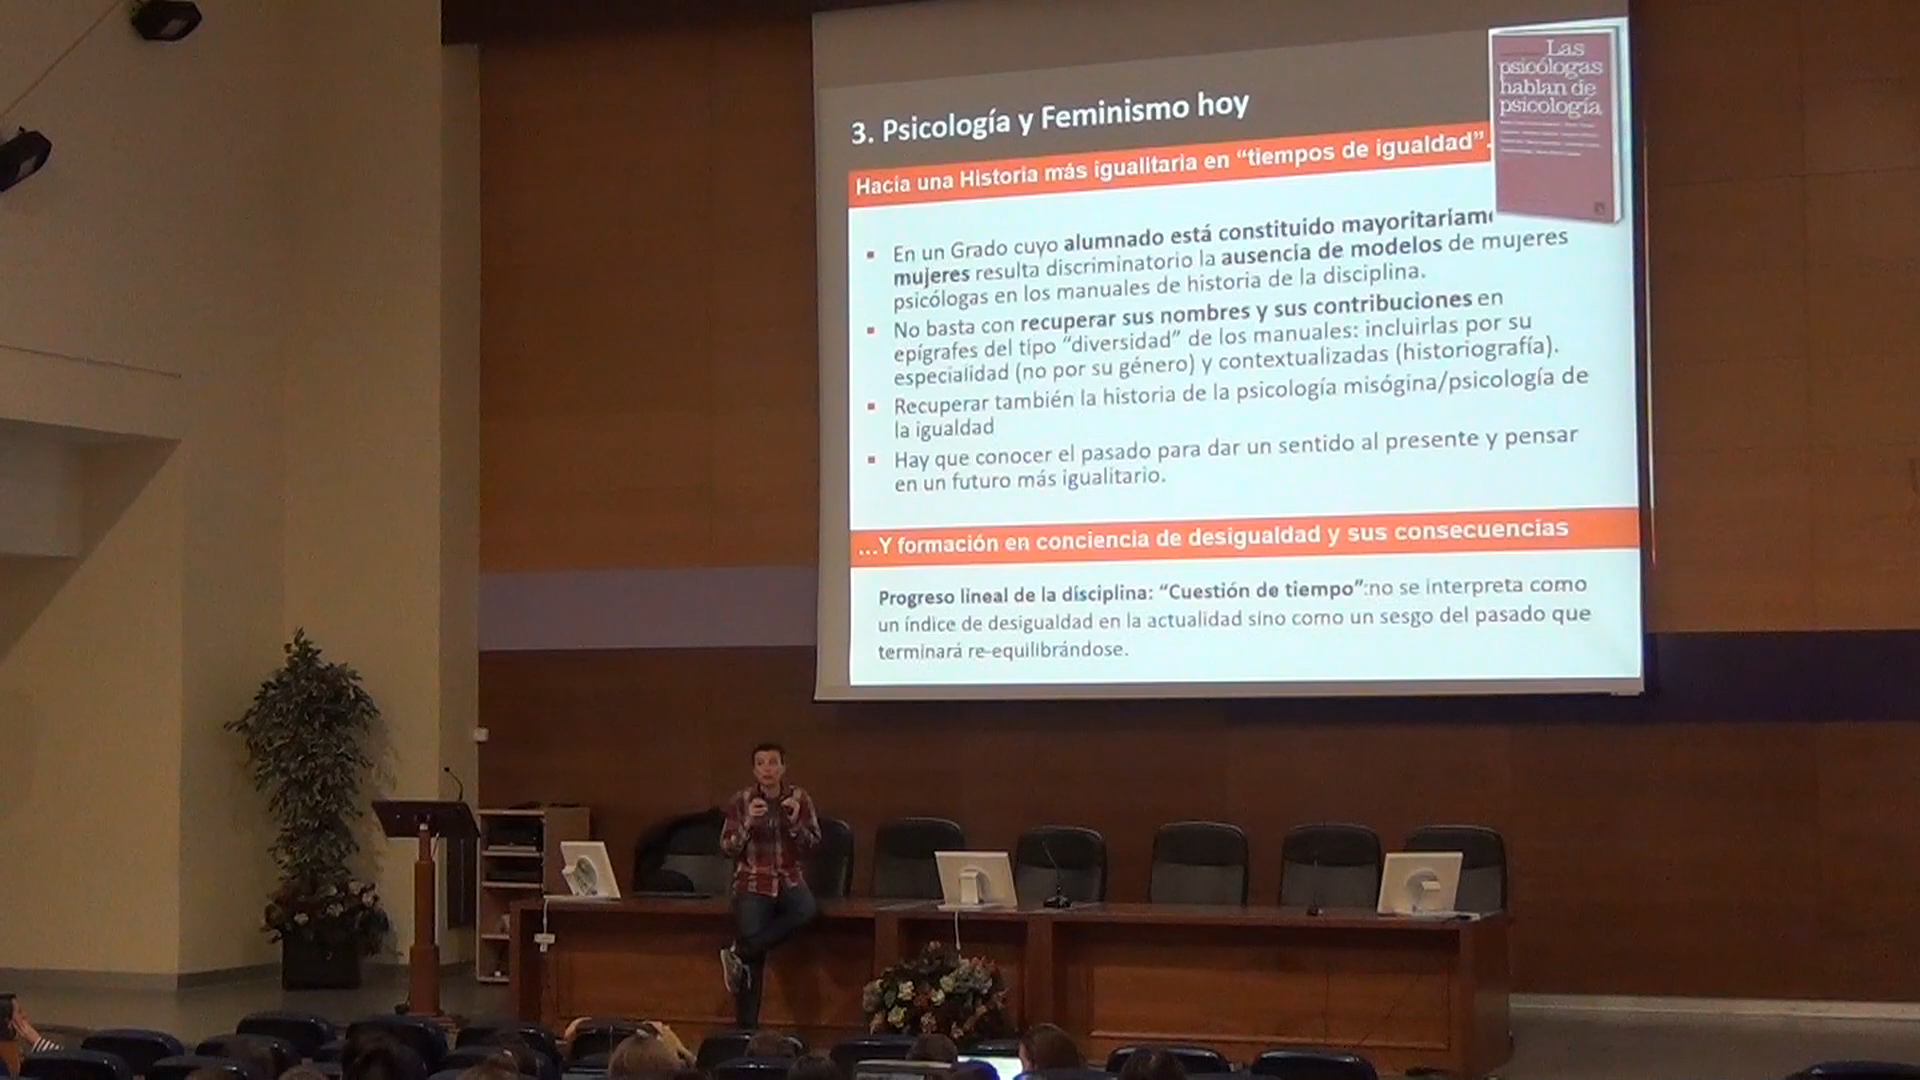 Las
psicólogas
hablan de
psicología
3. Psicología y Feminismo hoy
Hacia una Historia más igualitaria en “tiempos de igualdad”.
▪ En un Grado cuyo alumnado está constituido mayoritariam
mujeres resulta discriminatorio la ausencia de modelos de mujeres
psicólogas en los manuales de historia de la disciplina.
▪ No basta con recuperar sus nombres y sus contribuciones en
epígrafes del tipo “diversidad” de los manuales: incluirlas por su
especialidad (no por su género) y contextualizadas (historiografía).
▪ Recuperar también la historia de la psicología misógina/psicología de
la igualdad
▪ Hay que conocer el pasado para dar un sentido al presente y pensar
en un futuro más igualitario.
...Y formación en conciencia de desigualdad y sus consecuencias
Progreso lineal de la disciplina: “Cuestión de tiempo”:no se interpreta como
un índice de desigualdad en la actualidad sino como un sesgo del pasado que
terminará re-equilibrándose.